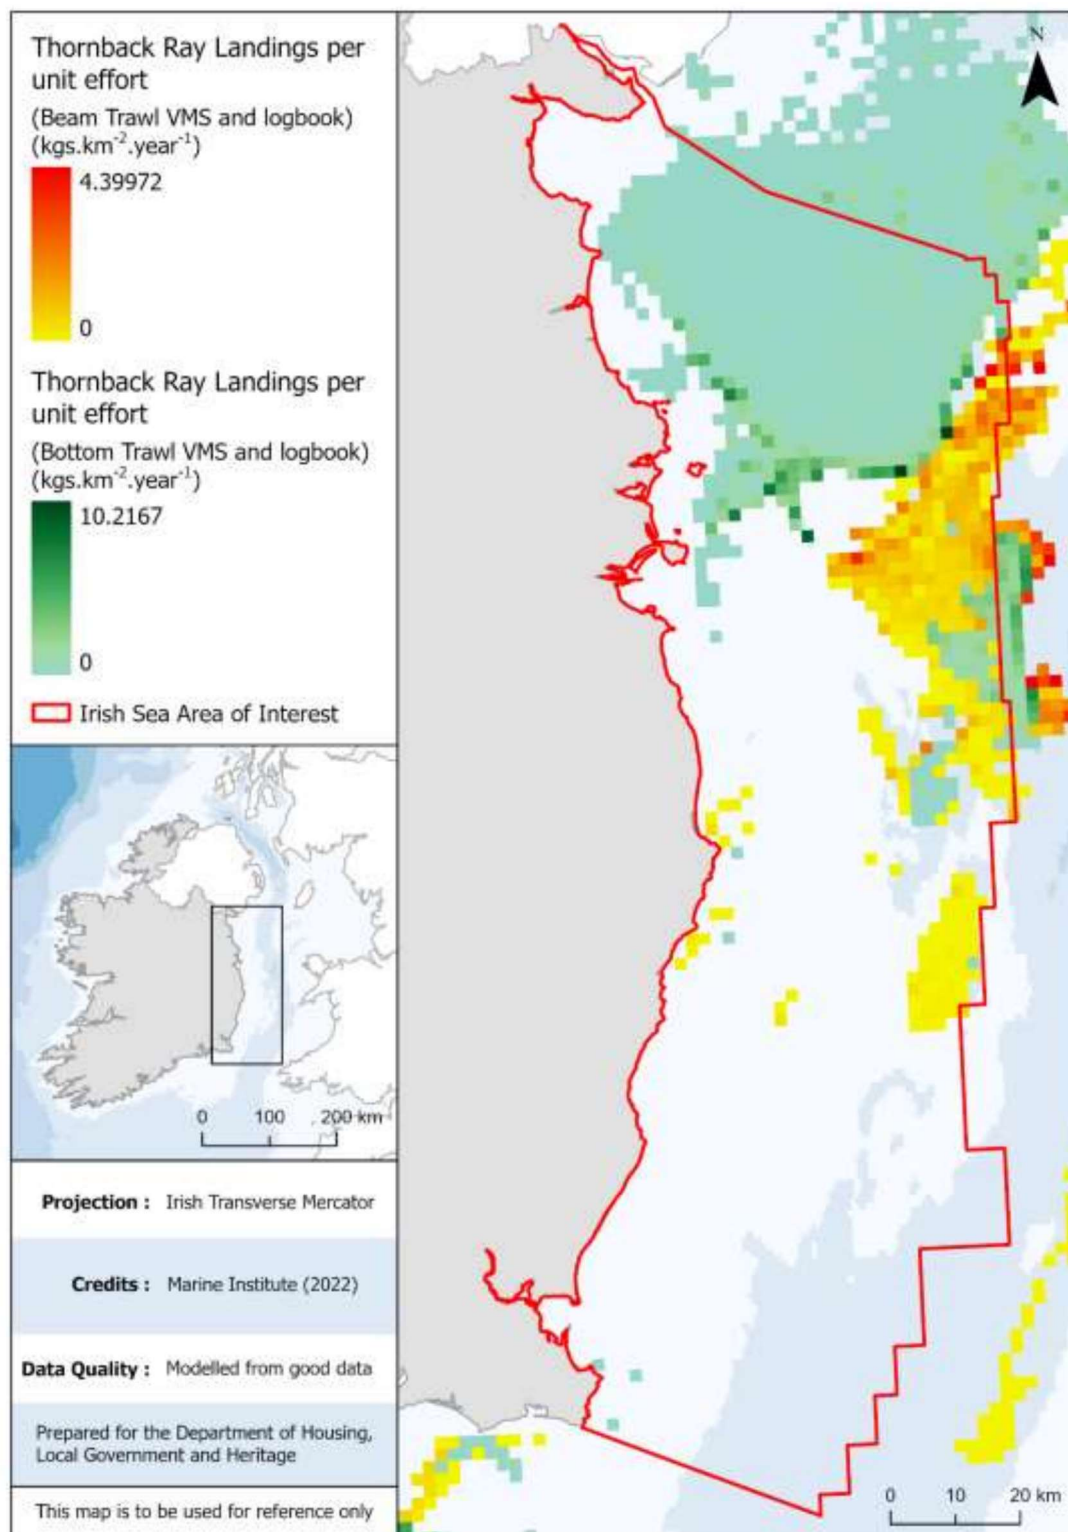 Thornback Ray Landings per
unit effort
(Beam Trawl VMS and logbook)
(kgs.km⁻².year⁻¹)
4.39972
0
Thornback Ray Landings per
unit effort
(Bottom Trawl VMS and logbook)
(kgs.km⁻².year⁻¹)
10.2167
0
Irish Sea Area of Interest
0 100 200 km
Projection : Irish Transverse Mercator
Credits : Marine Institute (2022)
Data Quality : Modelled from good data
Prepared for the Department of Housing,
Local Government and Heritage
This map is to be used for reference only
N
0 10 20 km